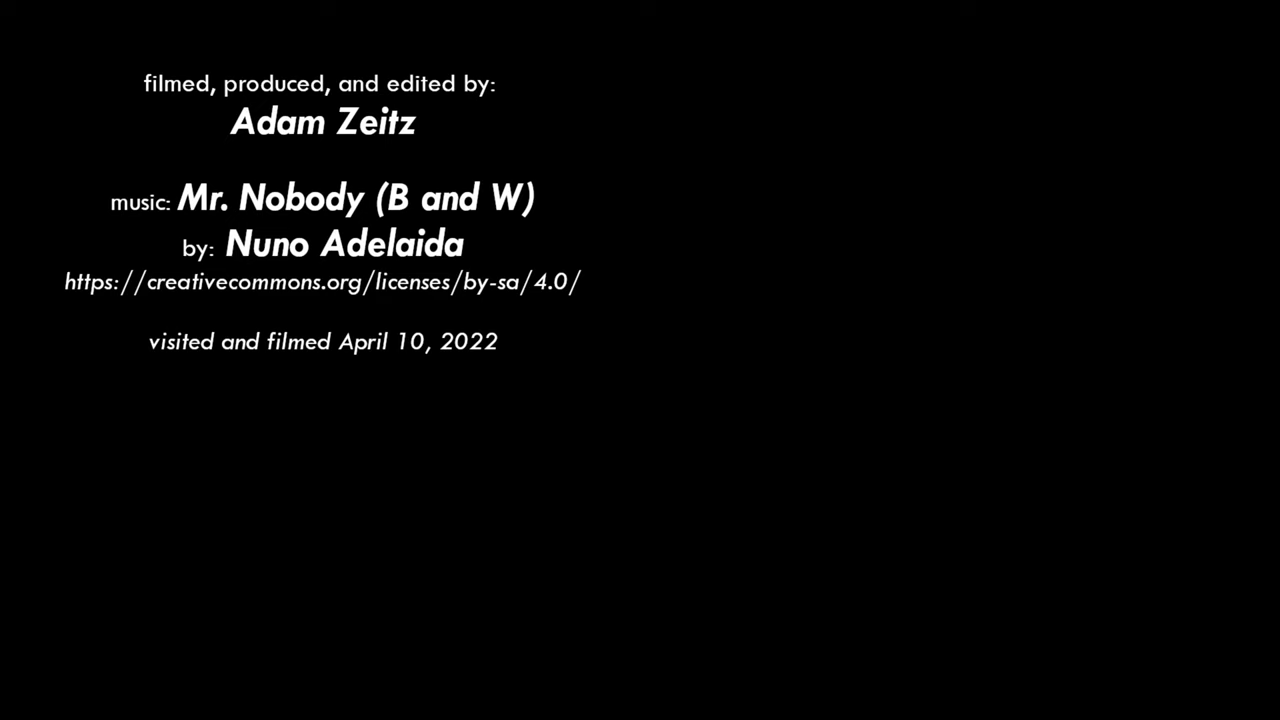 filmed, produced, and edited by:
Adam Zeitz
music: Mr. Nobody (B and W)
by: Nuno Adelaida
https://creativecommons.org/licenses/by-sa/4.0/
visited and filmed April 10, 2022